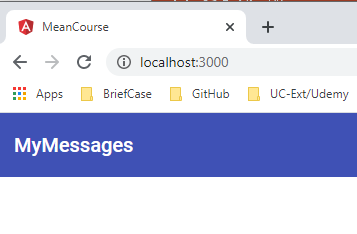 MeanCourse
localhost:3000
Apps BriefCase GitHub UC-Ext/Udemy
MyMessages